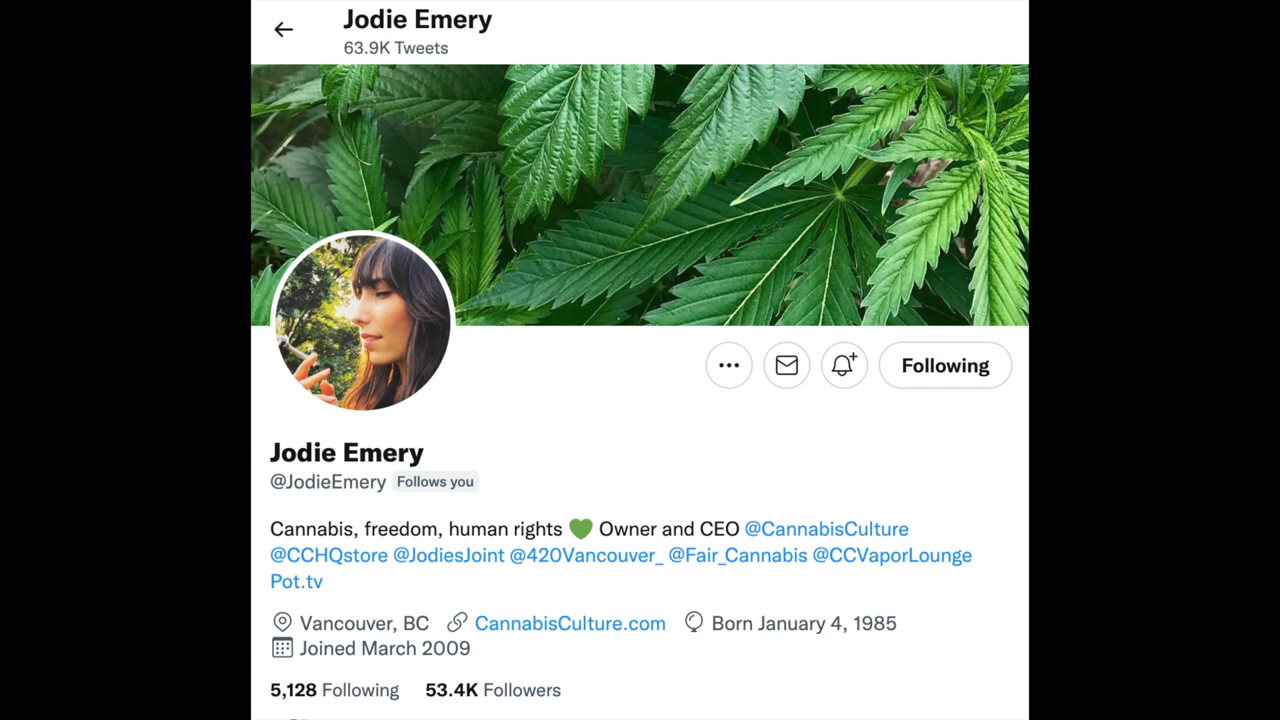 Jodie Emery
63.9K Tweets
Following
Jodie Emery
@JodieEmery Follows you
Cannabis, freedom, human rights 💚 Owner and CEO @CannabisCulture
@CCHQstore @JodiesJoint @420Vancouver_ @Fair_Cannabis @CCVaporLounge
Pot.tv
Vancouver, BC CannabisCulture.com Born January 4, 1985
Joined March 2009
5,128 Following 53.4K Followers